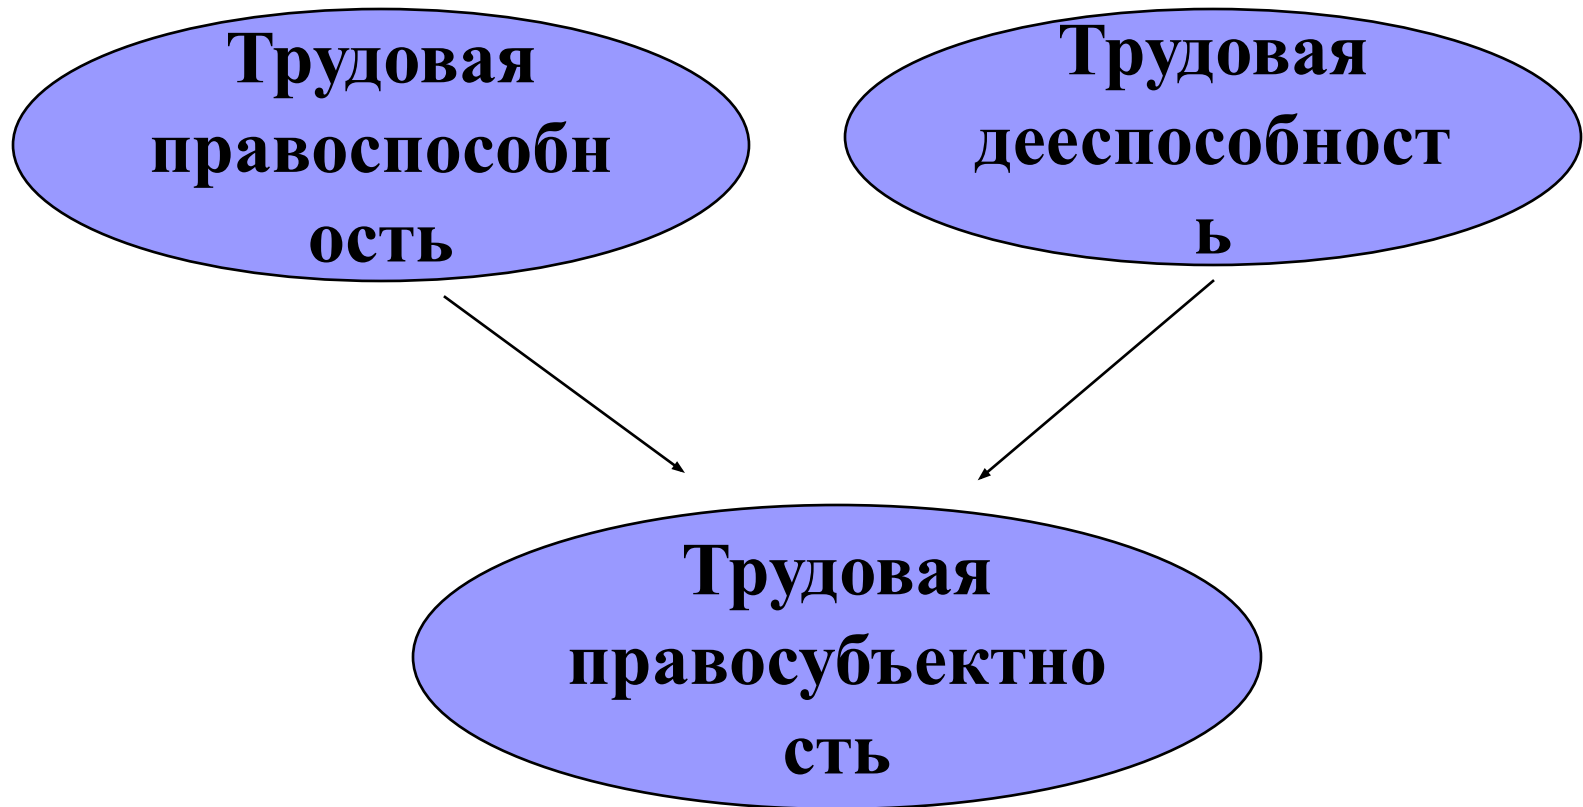 Трудовая
правоспособн
ость
Трудовая
дееспособност
ь
Трудовая
правосубъектно
сть